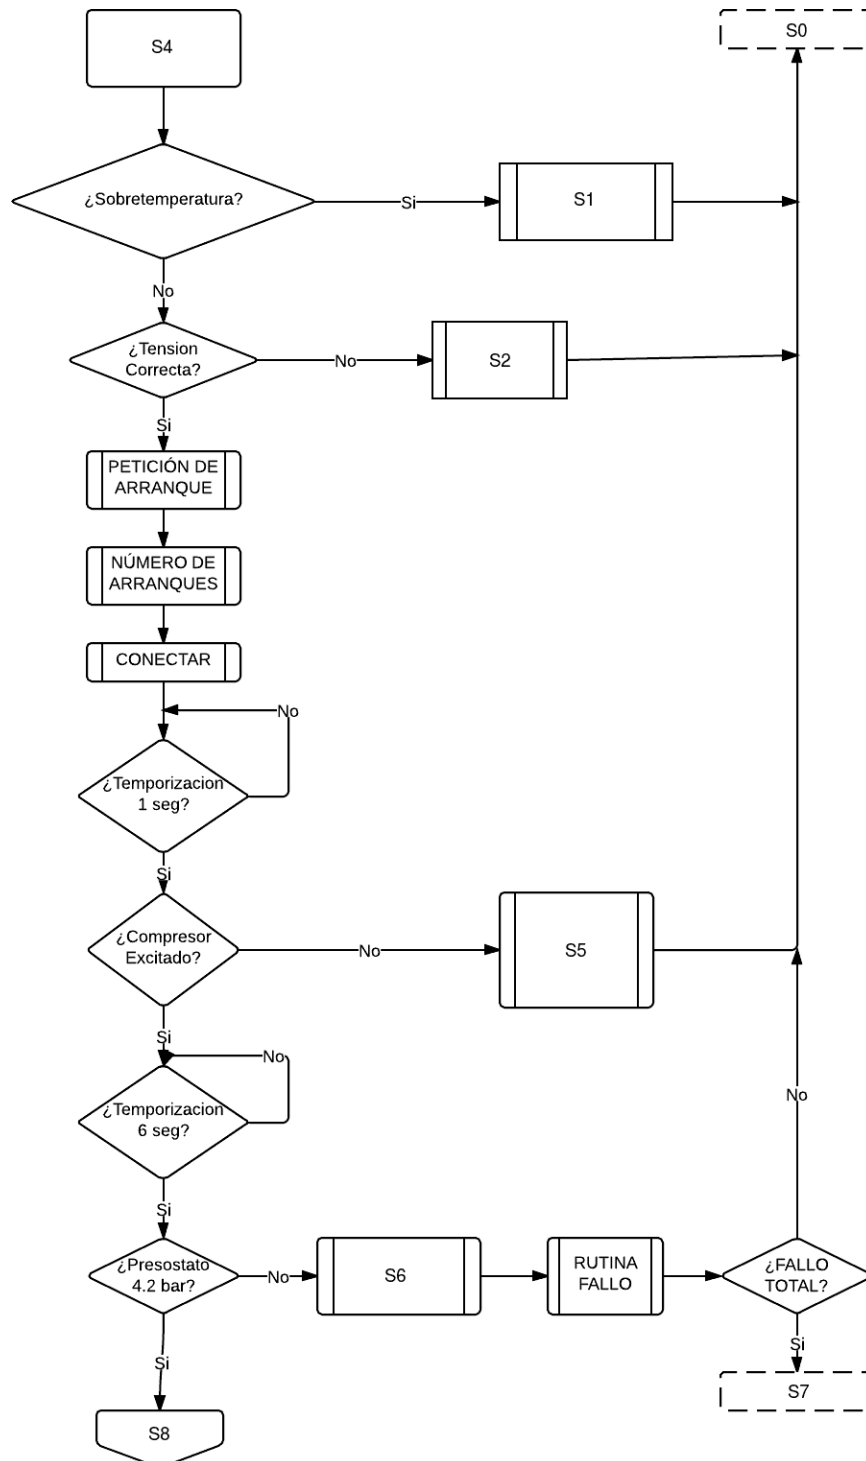 S4
S0
¿Sobretemperatura?
Si
S1
No
¿Tension
Correcta?
No
S2
Si
PETICIÓN DE
ARRANQUE
NÚMERO DE
ARRANQUES
CONECTAR
No
¿Temporizacion
1 seg?
Si
¿Compresor
Excitado?
No
S5
Si
No
¿Temporizacion
6 seg?
No
Si
¿Presostato
4.2 bar?
No
S6
RUTINA
FALLO
¿FALLO
TOTAL?
Si
Si
S7
S8